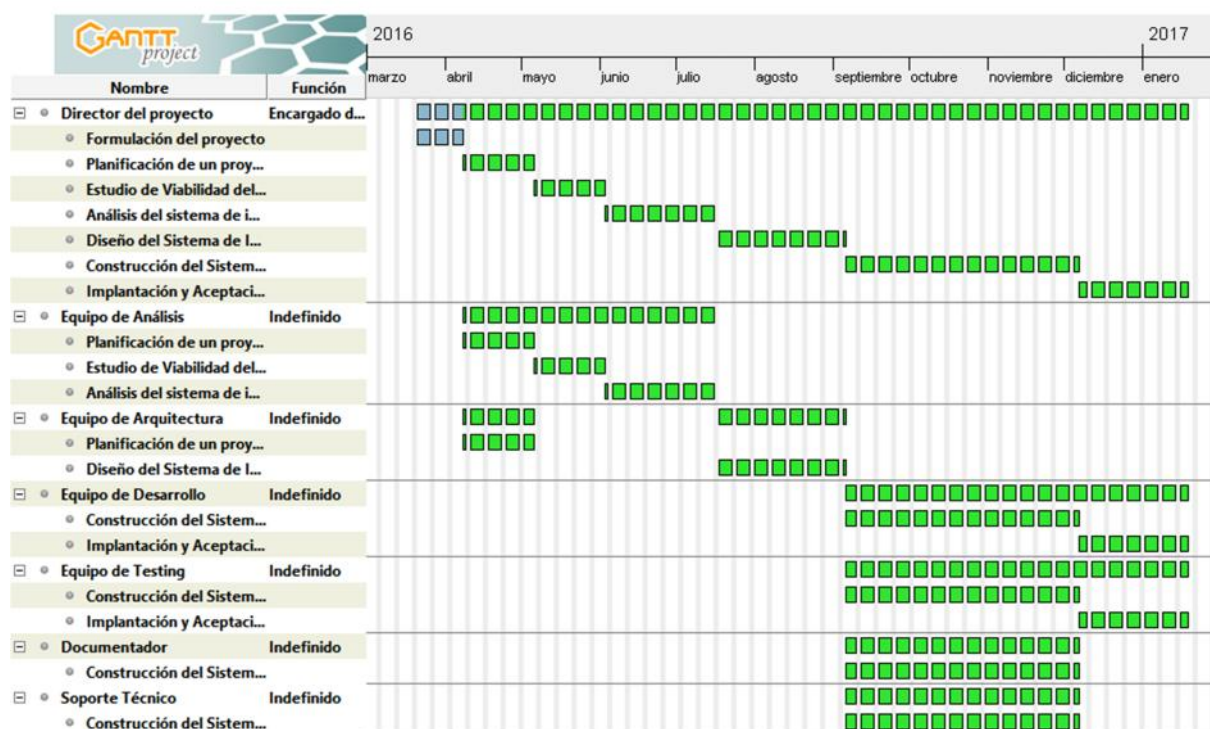 GANTT project
2016 2017
marzo abril mayo junio julio agosto septiembre octubre noviembre diciembre enero
Nombre Función
Director del proyecto Encargado d...
Formulación del proyecto
Planificación de un proy...
Estudio de Viabilidad del...
Análisis del sistema de i...
Diseño del Sistema de I...
Construcción del Sistem...
Implantación y Aceptaci...
Equipo de Análisis Indefinido
Planificación de un proy...
Estudio de Viabilidad del...
Análisis del sistema de i...
Equipo de Arquitectura Indefinido
Planificación de un proy...
Diseño del Sistema de I...
Equipo de Desarrollo Indefinido
Construcción del Sistem...
Implantación y Aceptaci...
Equipo de Testing Indefinido
Construcción del Sistem...
Implantación y Aceptaci...
Documentador Indefinido
Construcción del Sistem...
Soporte Técnico Indefinido
Construcción del Sistem...